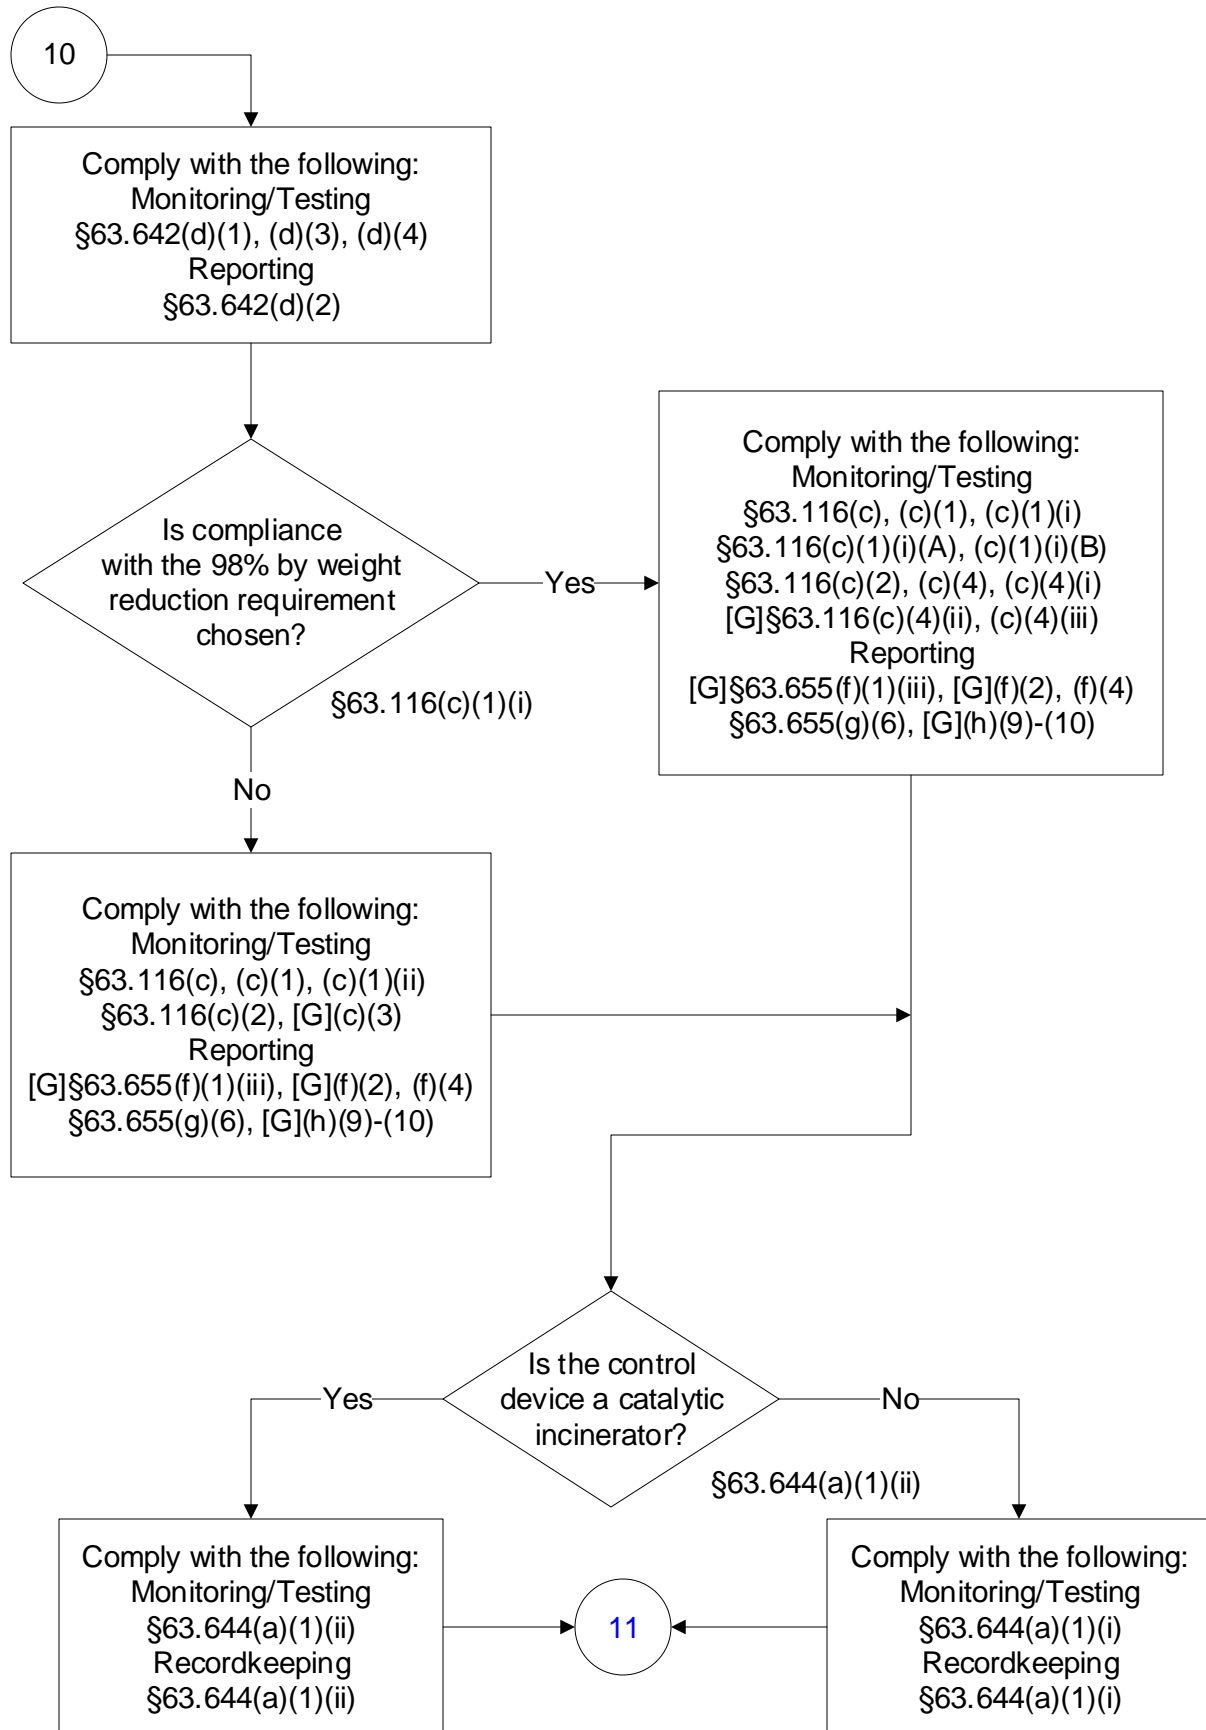 10
Comply with the following:
Monitoring/Testing
§63.642(d)(1), (d)(3), (d)(4)
Reporting
§63.642(d)(2)
Is compliance
with the 98% by weight
reduction requirement
chosen?
Yes
§63.116(c)(1)(i)
No
Comply with the following:
Monitoring/Testing
§63.116(c), (c)(1), (c)(1)(i)
§63.116(c)(1)(i)(A), (c)(1)(i)(B)
§63.116(c)(2), (c)(4), (c)(4)(i)
[G]§63.116(c)(4)(ii), (c)(4)(iii)
Reporting
[G]§63.655(f)(1)(iii), [G](f)(2), (f)(4)
§63.655(g)(6), [G](h)(9)-(10)
Comply with the following:
Monitoring/Testing
§63.116(c), (c)(1), (c)(1)(ii)
§63.116(c)(2), [G](c)(3)
Reporting
[G]§63.655(f)(1)(iii), [G](f)(2), (f)(4)
§63.655(g)(6), [G](h)(9)-(10)
Is the control
device a catalytic
incinerator?
Yes
No
§63.644(a)(1)(ii)
Comply with the following:
Monitoring/Testing
§63.644(a)(1)(ii)
Recordkeeping
§63.644(a)(1)(ii)
11
Comply with the following:
Monitoring/Testing
§63.644(a)(1)(i)
Recordkeeping
§63.644(a)(1)(i)